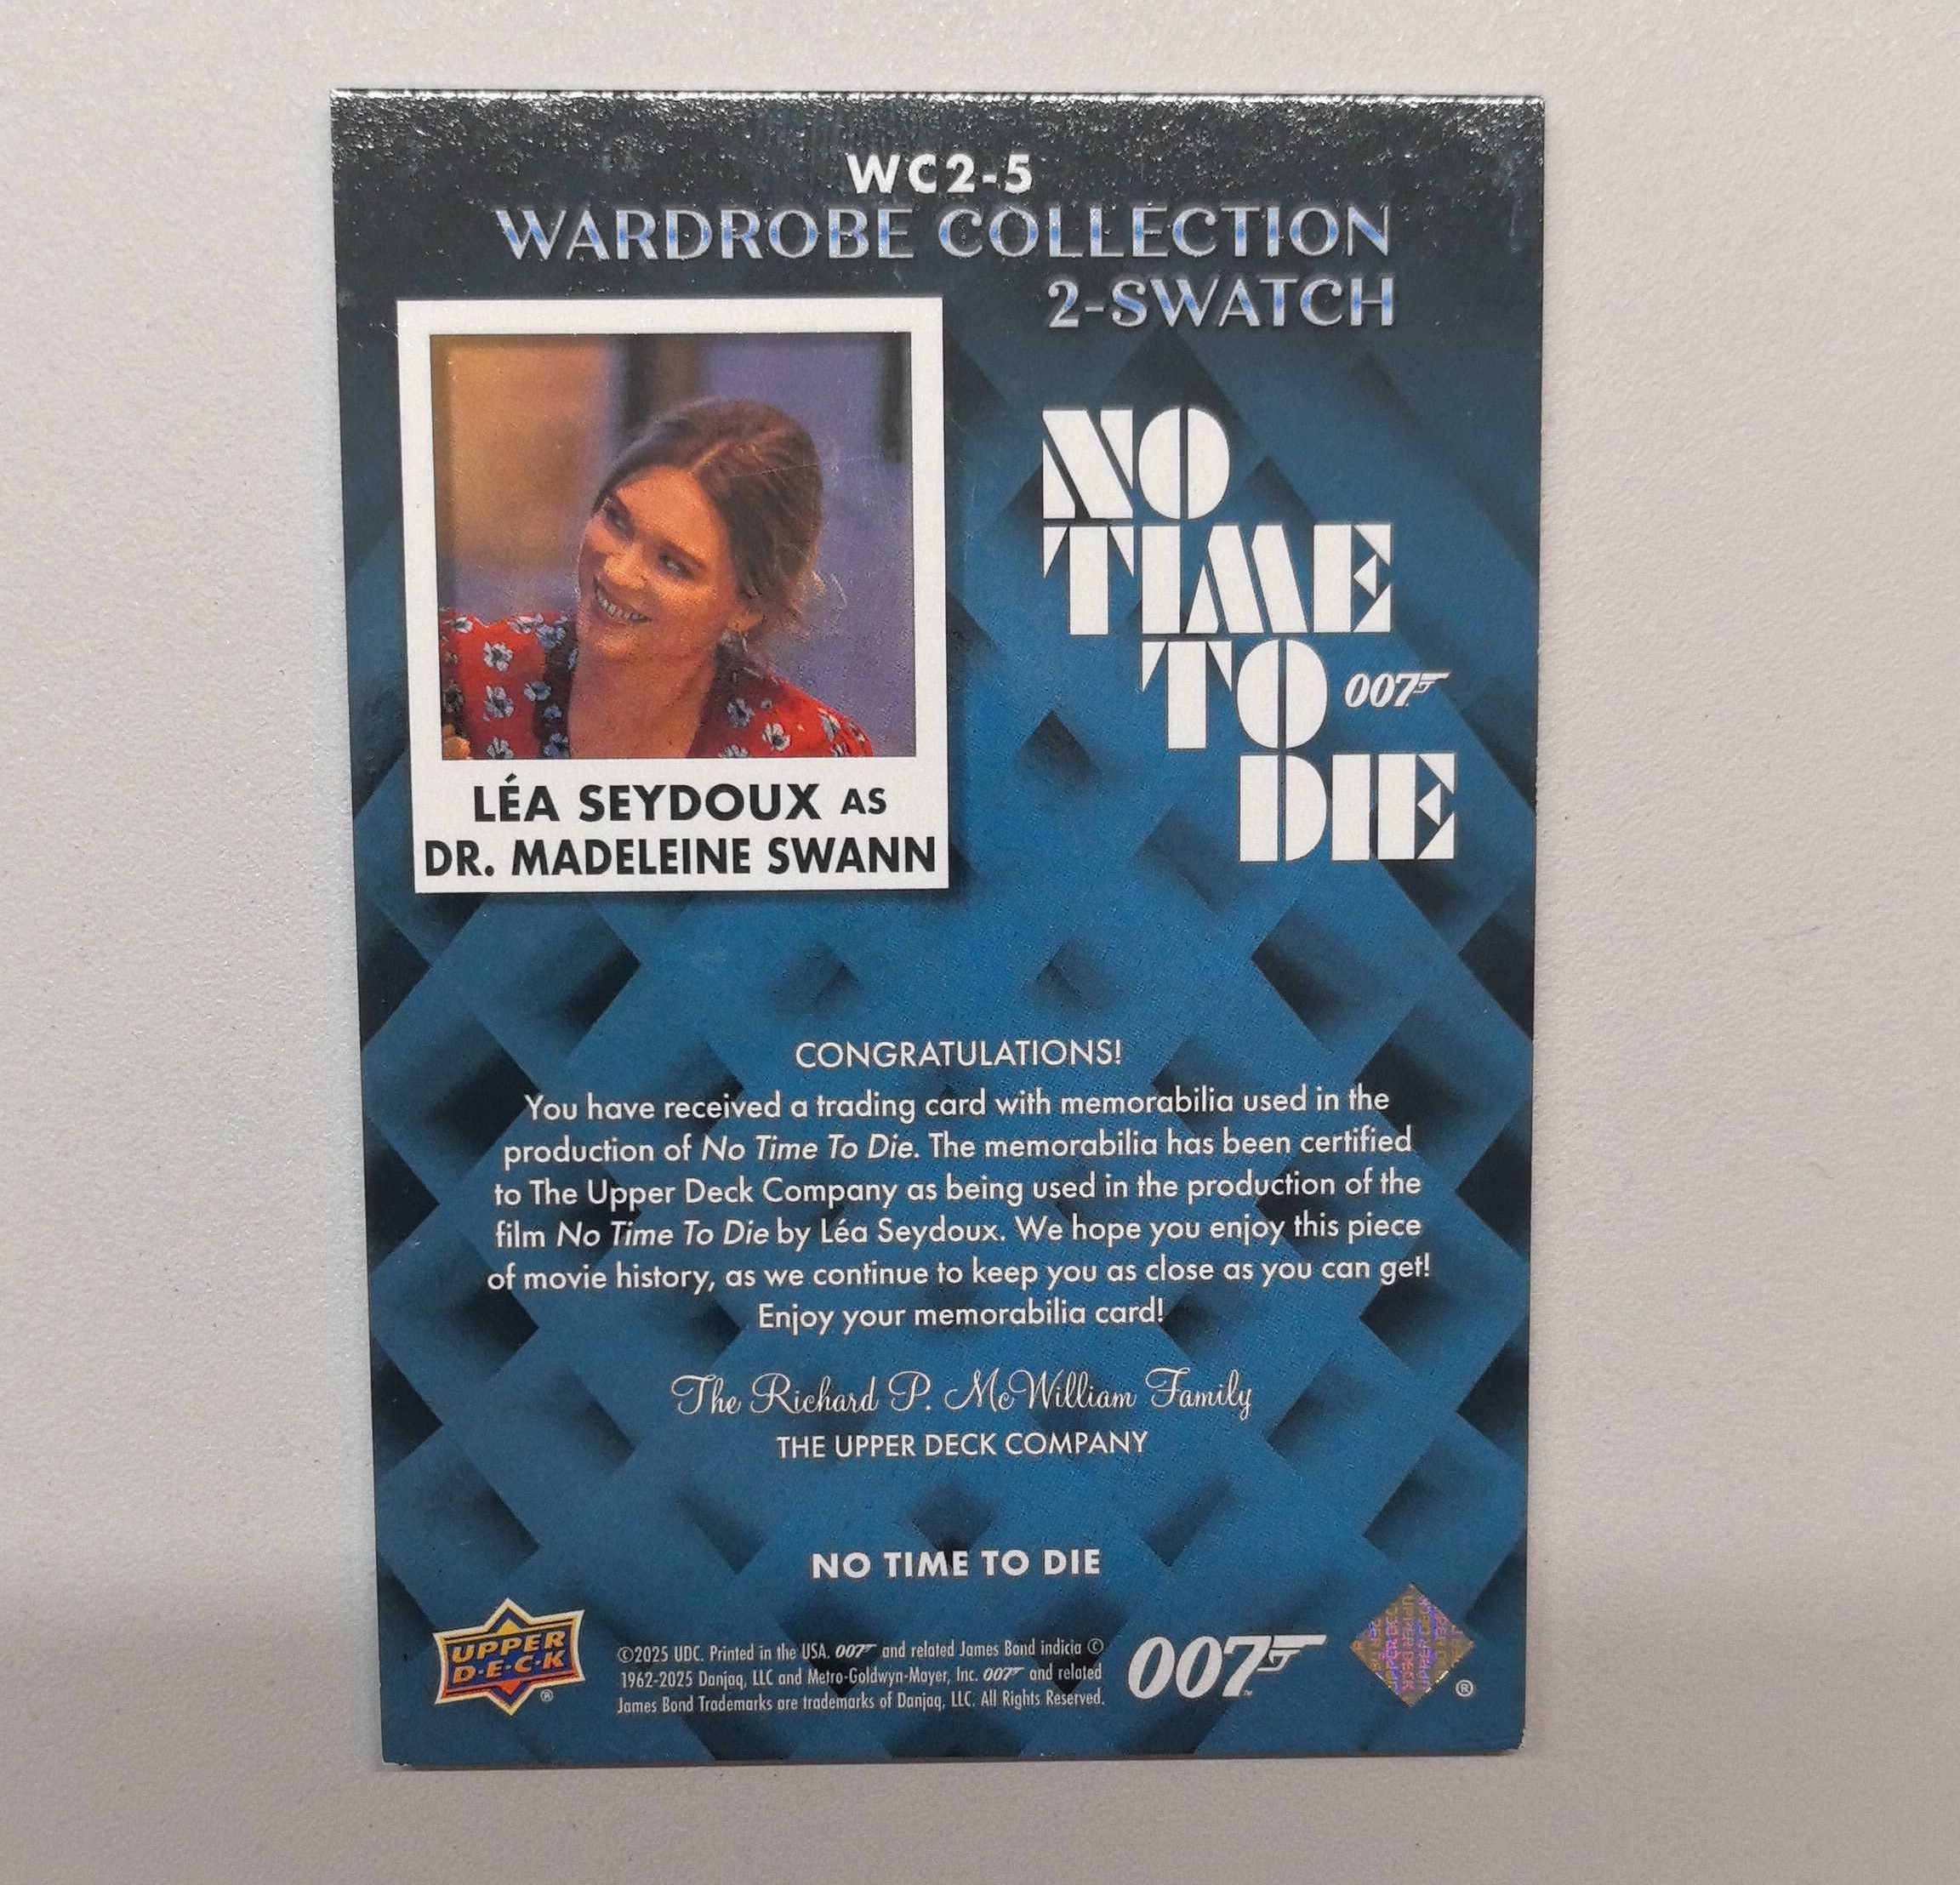 WC2-5
WARDROBE COLLECTION
2-SWATCH
NO
TIME
TO 007
DIE
LÉA SEYDOUX AS
DR. MADELEINE SWANN
CONGRATULATIONS!
You have received a trading card with memorabilia used in the
production of No Time To Die. The memorabilia has been certified
to The Upper Deck Company as being used in the production of the
film No Time To Die by Léa Seydoux. We hope you enjoy this piece
of movie history, as we continue to keep you as close as you can get!
Enjoy your memorabilia card!
The Richard P. McWilliam Family
THE UPPER DECK COMPANY
NO TIME TO DIE
UPPER
D·E·C·K
®
©2025 UDC. Printed in the USA. 007 and related James Bond indicia ©
1962-2025 Danjaq, LLC and Metro-Goldwyn-Mayer, Inc. 007 and related
James Bond Trademarks are trademarks of Danjaq, LLC. All Rights Reserved.
007
UPPER DECK
®